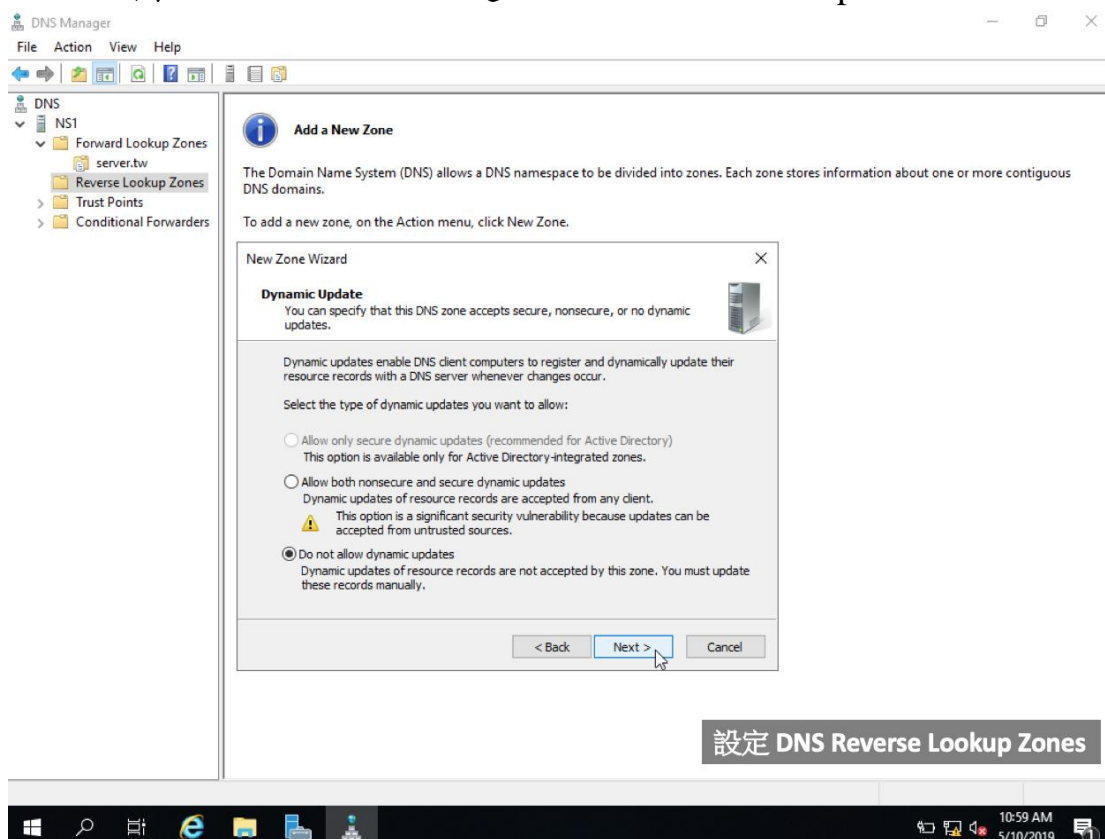 DNS Manager
File Action View Help
DNS
NS1
Forward Lookup Zones
server.tw
Reverse Lookup Zones
Trust Points
Conditional Forwarders
Add a New Zone
The Domain Name System (DNS) allows a DNS namespace to be divided into zones. Each zone stores information about one or more contiguous
DNS domains.
To add a new zone, on the Action menu, click New Zone.
New Zone Wizard
Dynamic Update
You can specify that this DNS zone accepts secure, nonsecure, or no dynamic
updates.
Dynamic updates enable DNS client computers to register and dynamically update their
resource records with a DNS server whenever changes occur.
Select the type of dynamic updates you want to allow:
Allow only secure dynamic updates (recommended for Active Directory)
This option is available only for Active Directory-integrated zones.
Allow both nonsecure and secure dynamic updates
Dynamic updates of resource records are accepted from any client.
This option is a significant security vulnerability because updates can be
accepted from untrusted sources.
Do not allow dynamic updates
Dynamic updates of resource records are not accepted by this zone. You must update
these records manually.
< Back Next > Cancel
設定 DNS Reverse Lookup Zones
10:59 AM
5/10/2019